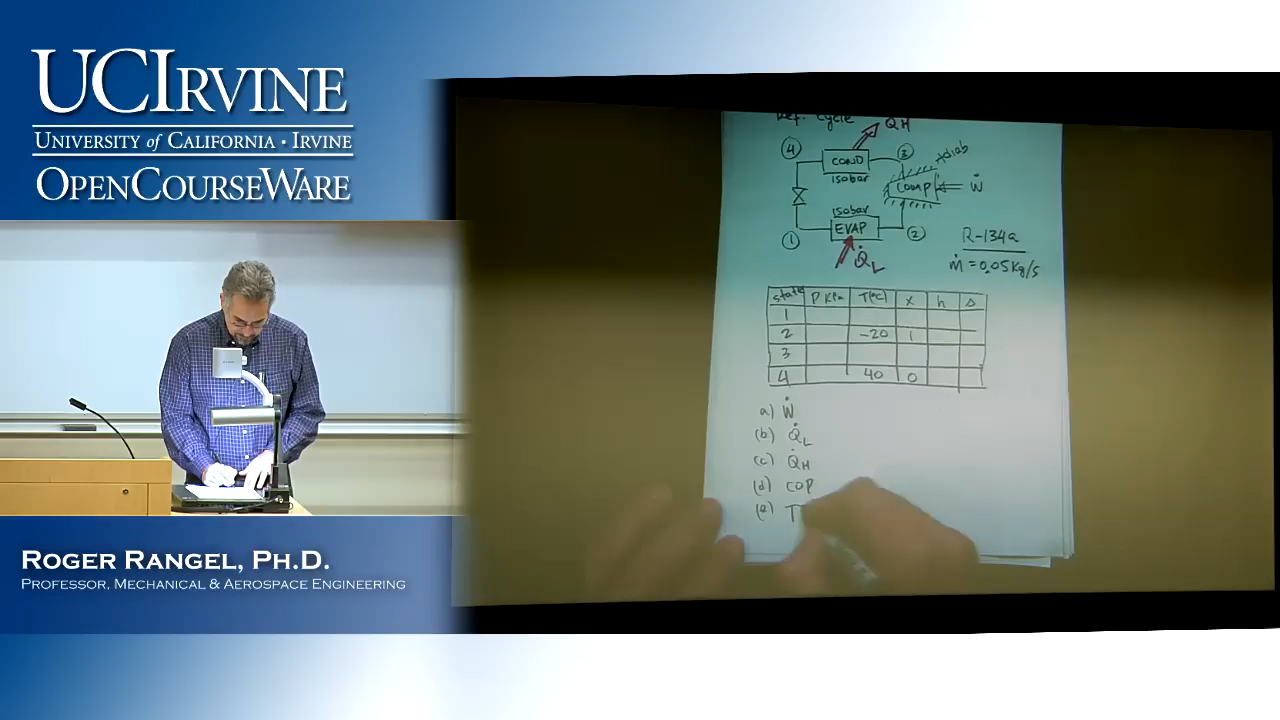 UCIRVINE
UNIVERSITY of CALIFORNIA · IRVINE
OPENCOURSEWARE
ROGER RANGEL, PH.D.
PROFESSOR, MECHANICAL & AEROSPACE ENGINEERING
Ref. Cycle
QH
4
COND
3
Adiab
isobar
COMP
Ẇ
isobar
EVAP
1
2
Q̇L
R-134a
ṁ = 0.05 Kg/s
state P kPa T(°C) x h
1
2 -20 1
3
4 40 0
a) Ẇ
(b) Q̇L
(c) Q̇H
(d) COP
(e) T